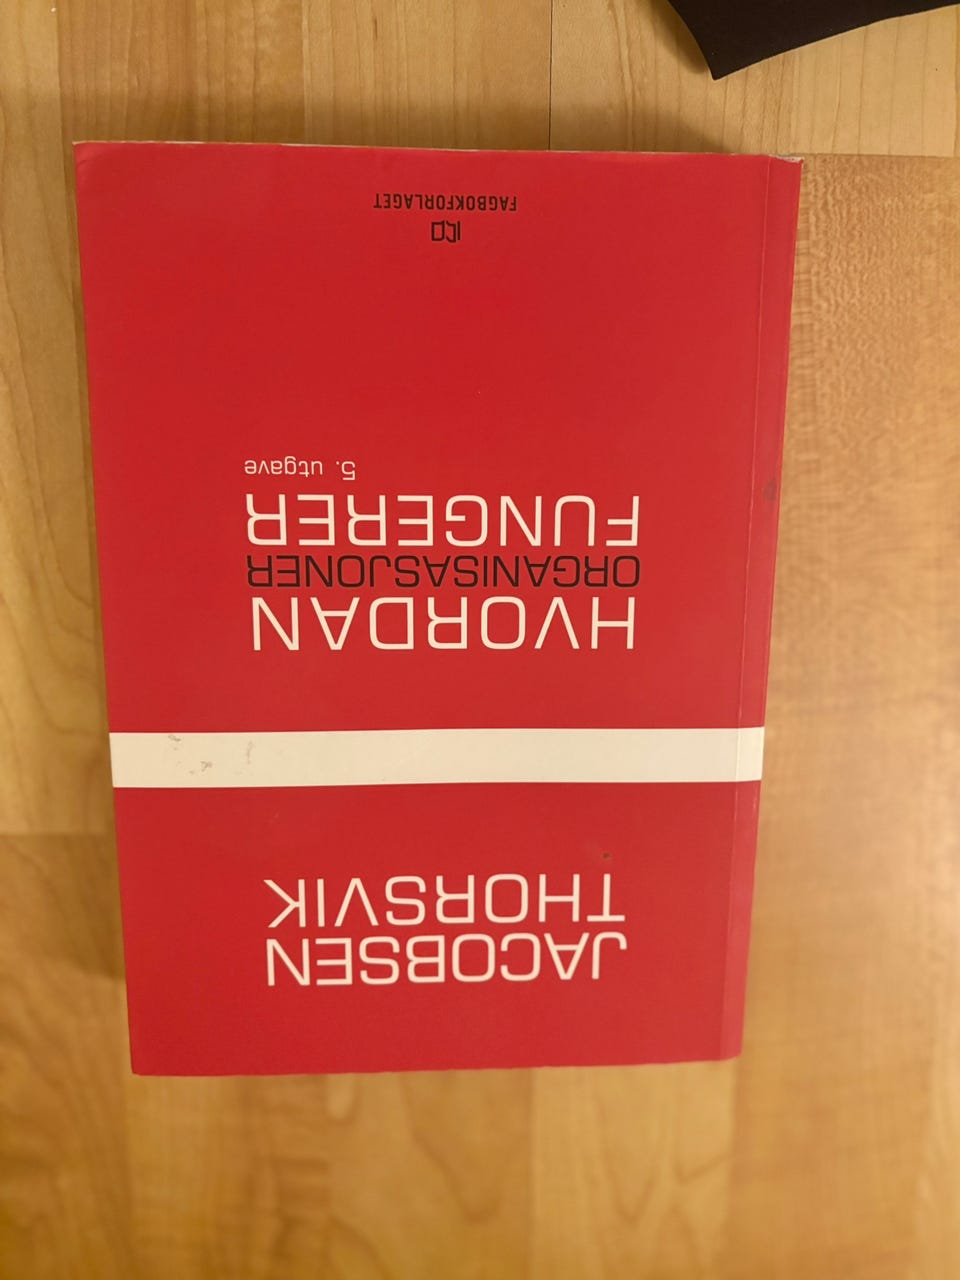 JACOBSEN
THORSVIK
HVORDAN
ORGANISASJONER
FUNGERER
5. utgave
FAGBOKFORLAGET